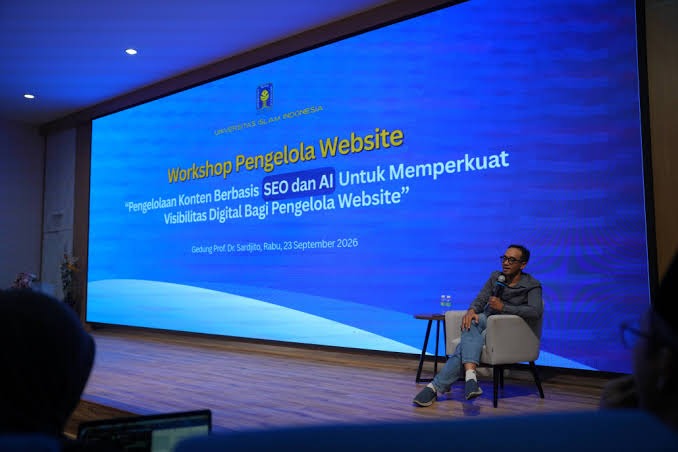 UNIVERSITAS ISLAM INDONESIA
Workshop Pengelola Website
"Pengelolaan Konten Berbasis SEO dan AI Untuk Memperkuat
Visibilitas Digital Bagi Pengelola Website"
Gedung Prof. Dr. Sardjito, Rabu, 23 September 2026